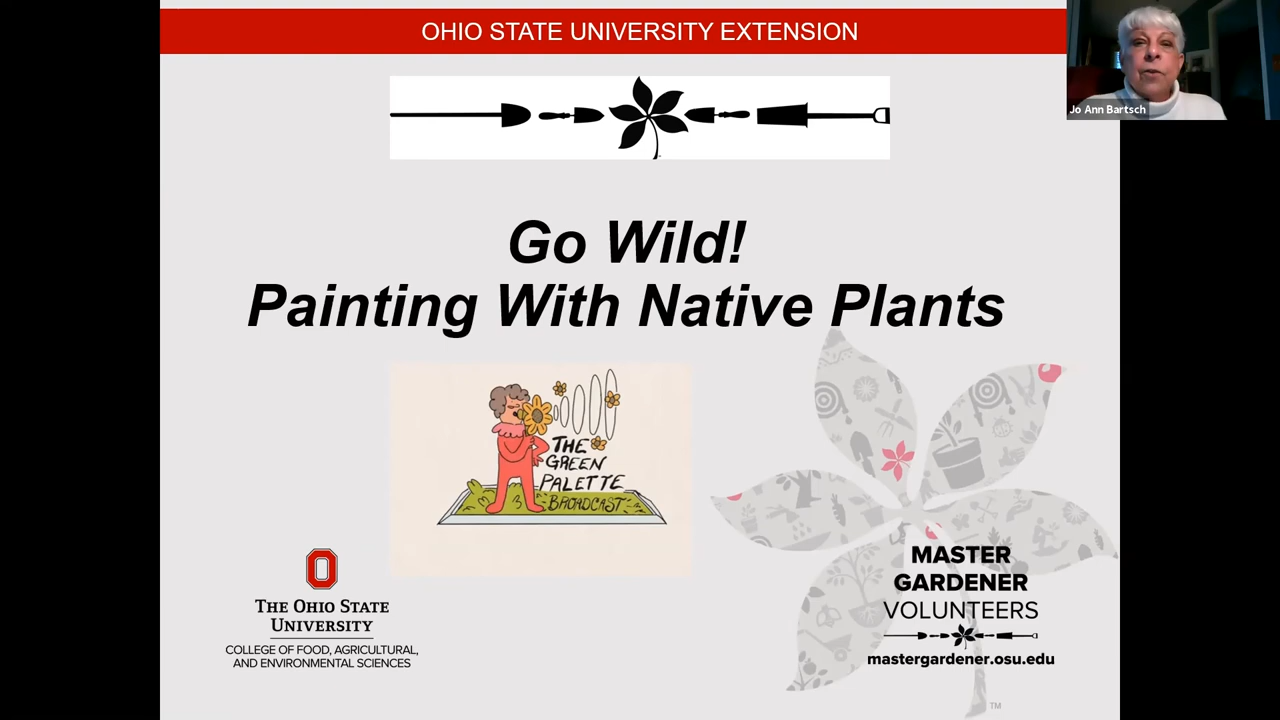 OHIO STATE UNIVERSITY EXTENSION
Jo Ann Bartsch
Go Wild!
Painting With Native Plants
THE
GREEN
PALETTE
BROADCAST
THE OHIO STATE
UNIVERSITY
COLLEGE OF FOOD, AGRICULTURAL,
AND ENVIRONMENTAL SCIENCES
MASTER
GARDENER
VOLUNTEERS
mastergardener.osu.edu
TM